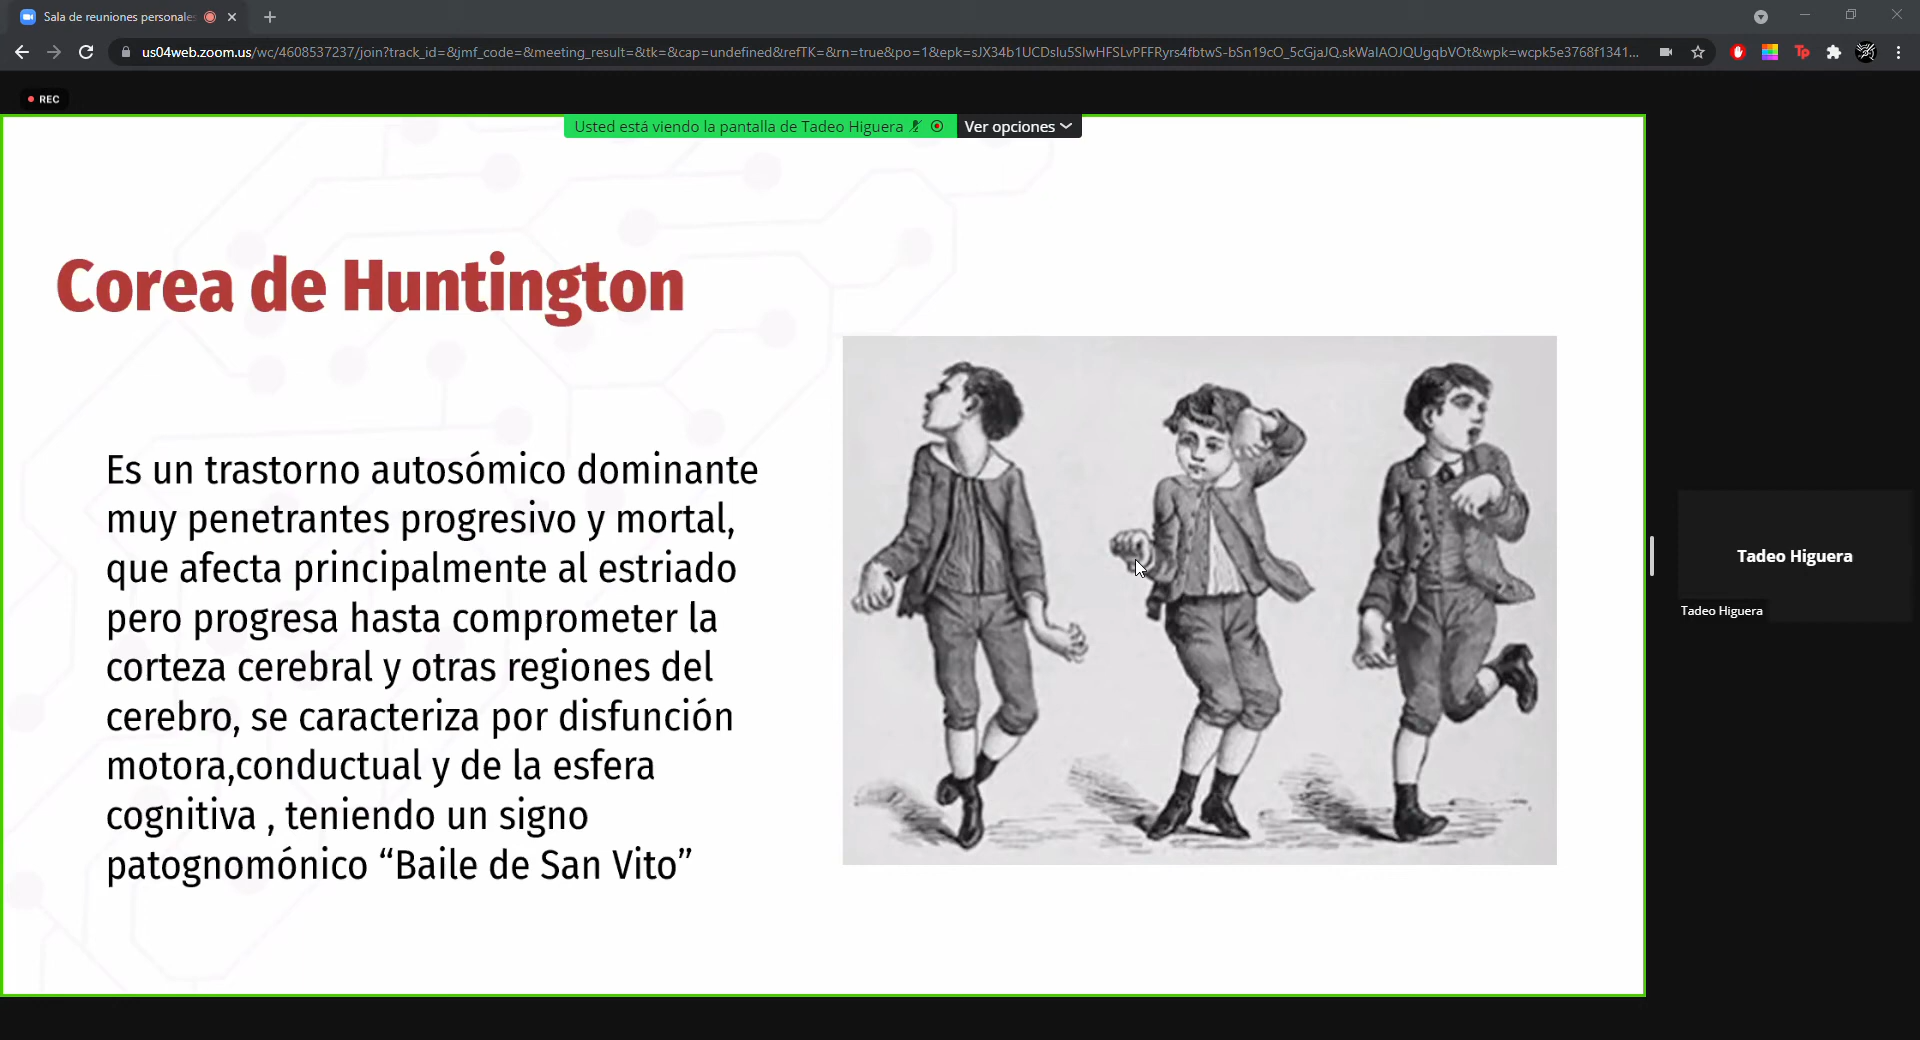 Sala de reuniones personales
us04web.zoom.us/wc/4608537237/join?track_id=&jmf_code=&meeting_result=&tk=&cap=undefined&refTK=&rn=true&po=1&epk=sJX34b1UCDslu5SlwHFSLvPFFRyrs4fbtwS-bSn19cO_5cGjaJQ.skWaIAOJQUgqbVOt&wpk=wcpk5e3768f1341...
Tp
REC
Usted está viendo la pantalla de Tadeo Higuera
Ver opciones
Corea de Huntington
Es un trastorno autosómico dominante
muy penetrantes progresivo y mortal,
que afecta principalmente al estriado
pero progresa hasta comprometer la
corteza cerebral y otras regiones del
cerebro, se caracteriza por disfunción
motora,conductual y de la esfera
cognitiva , teniendo un signo
patognomónico “Baile de San Vito”
Tadeo Higuera
Tadeo Higuera